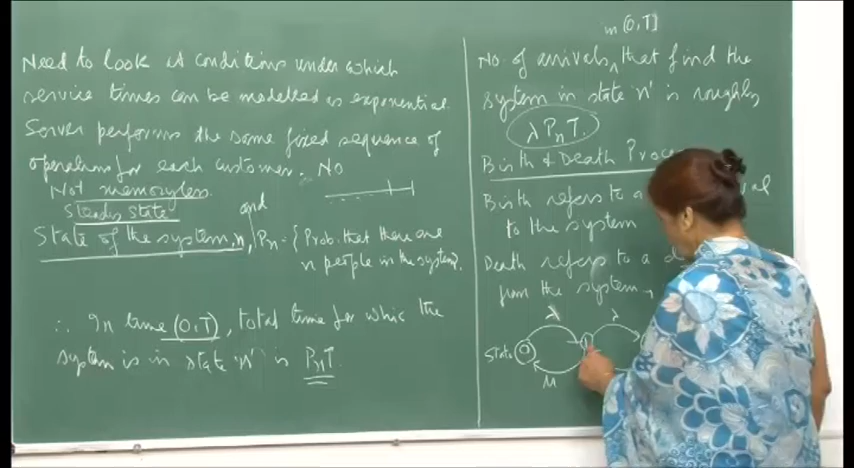 Need to look at conditions under which
service times can be modelled as exponential.
Server performs the same fixed sequence of
operations for each customer. No
Not memoryless.
Steady state
and
State of the system, n, Pn = { Prob. that there are
n people in the system}.
∴ In time (0,T), total time for whic the
system is in state 'n' is PnT.
in (0,T]
No. of arrivals, that find the
system in state 'n' is roughly
λPnT.
Birth & Death Proce
Birth refers to a
to the system
Death refers to a d
from the system,
λ λ
State 0 1
μ